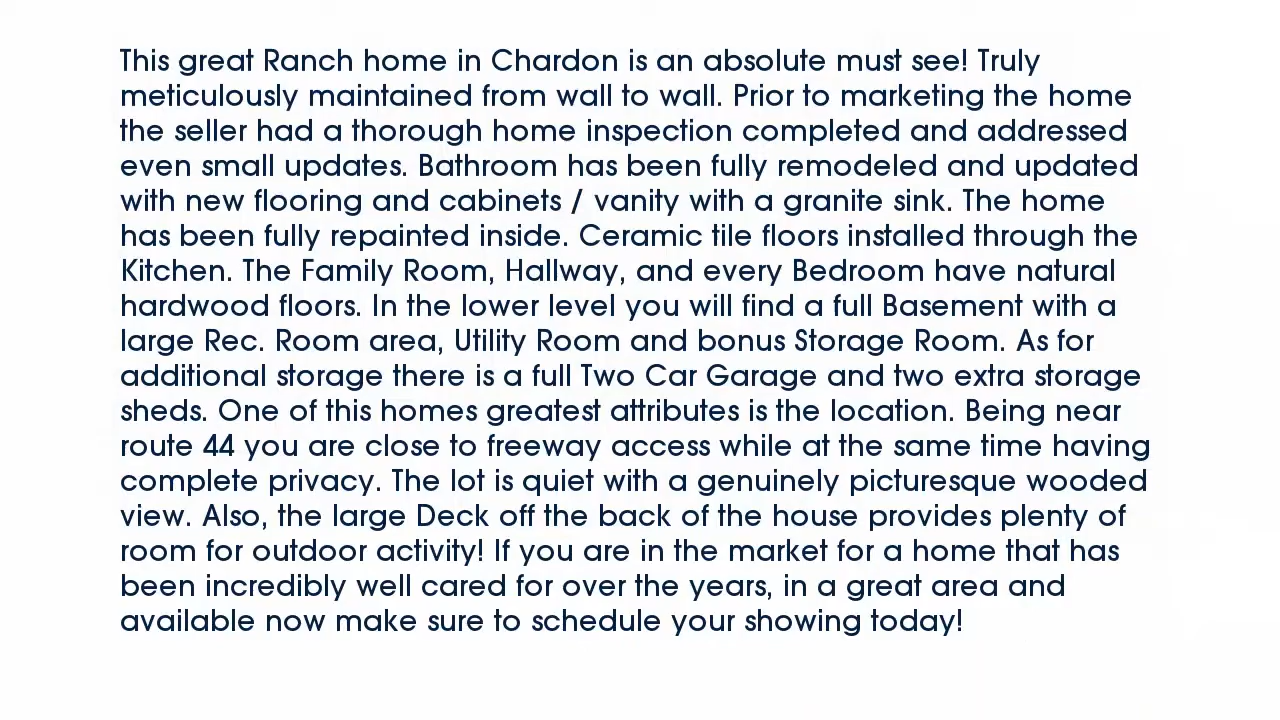 This great Ranch home in Chardon is an absolute must see! Truly
meticulously maintained from wall to wall. Prior to marketing the home
the seller had a thorough home inspection completed and addressed
even small updates. Bathroom has been fully remodeled and updated
with new flooring and cabinets / vanity with a granite sink. The home
has been fully repainted inside. Ceramic tile floors installed through the
Kitchen. The Family Room, Hallway, and every Bedroom have natural
hardwood floors. In the lower level you will find a full Basement with a
large Rec. Room area, Utility Room and bonus Storage Room. As for
additional storage there is a full Two Car Garage and two extra storage
sheds. One of this homes greatest attributes is the location. Being near
route 44 you are close to freeway access while at the same time having
complete privacy. The lot is quiet with a genuinely picturesque wooded
view. Also, the large Deck off the back of the house provides plenty of
room for outdoor activity! If you are in the market for a home that has
been incredibly well cared for over the years, in a great area and
available now make sure to schedule your showing today!